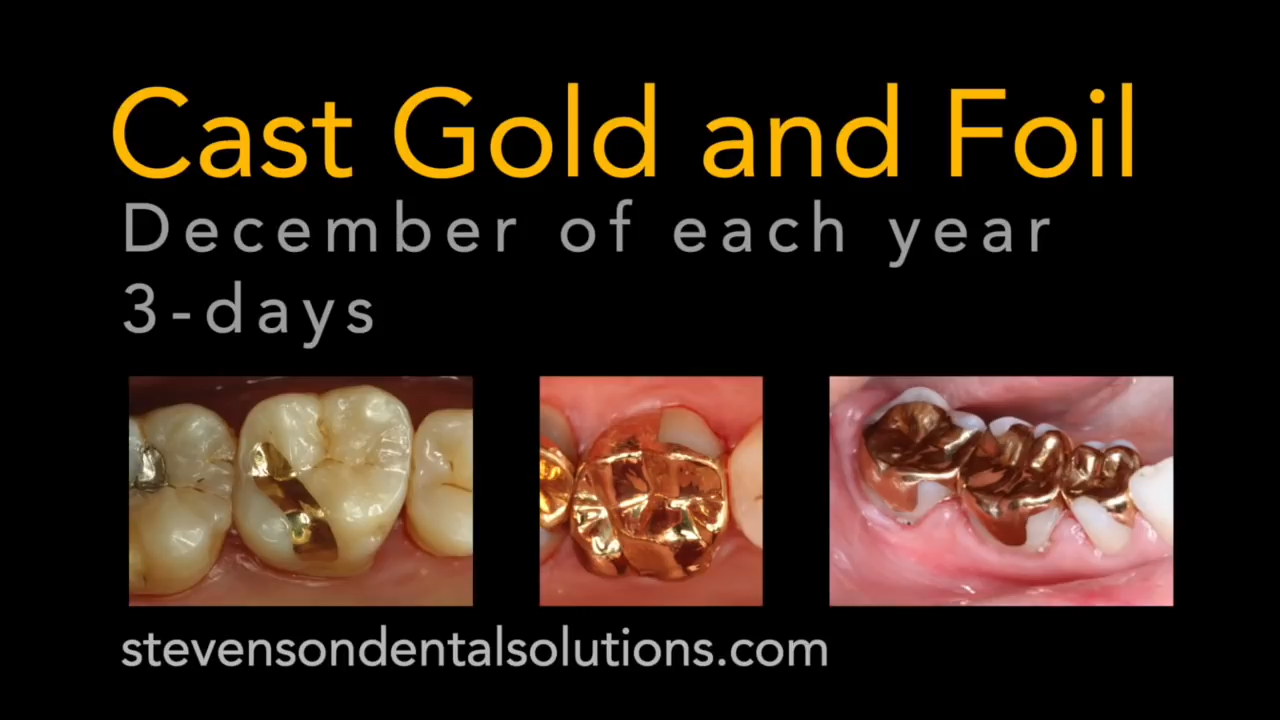 Cast Gold and Foil
December of each year
3-days
stevensondentalsolutions.com